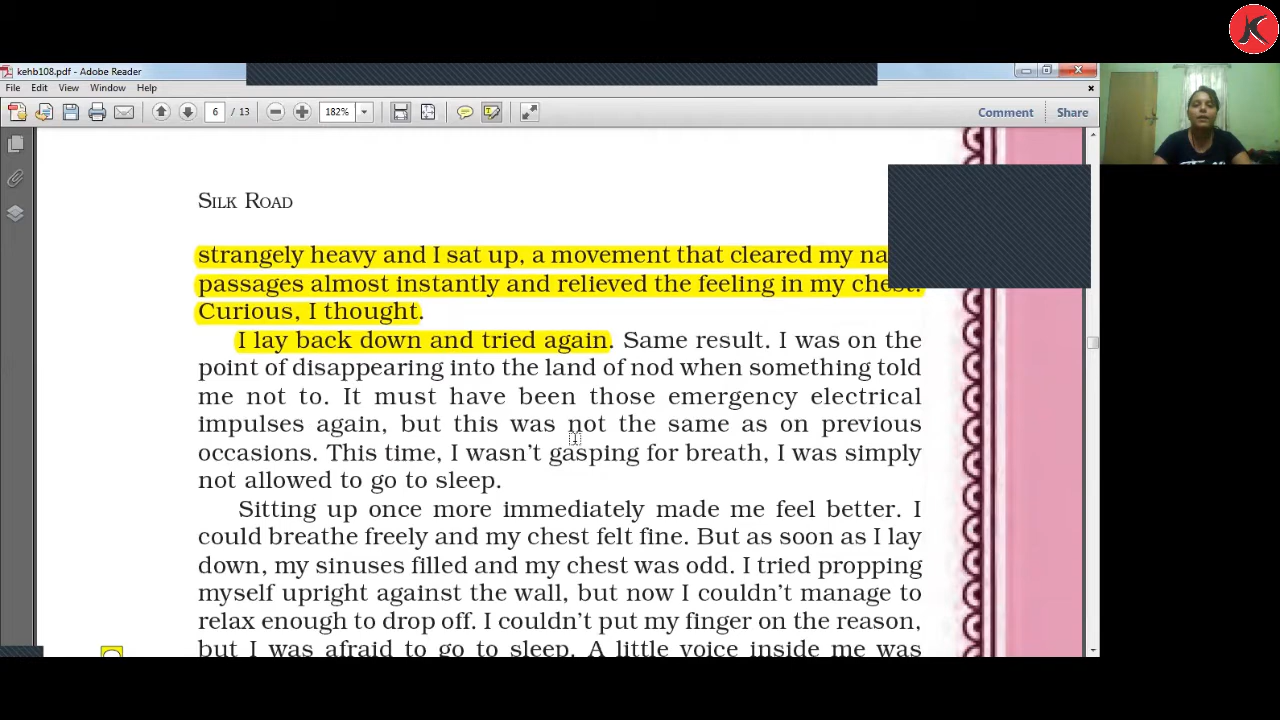 K
kehb108.pdf - Adobe Reader
File Edit View Window Help
6 / 13 182% Comment Share
SILK ROAD
strangely heavy and I sat up, a movement that cleared my
passages almost instantly and relieved the feeling in my chest.
Curious, I thought.
I lay back down and tried again. Same result. I was on the
point of disappearing into the land of nod when something told
me not to. It must have been those emergency electrical
impulses again, but this was not the same as on previous
occasions. This time, I wasn't gasping for breath, I was simply
not allowed to go to sleep.
Sitting up once more immediately made me feel better. I
could breathe freely and my chest felt fine. But as soon as I lay
down, my sinuses filled and my chest was odd. I tried propping
myself upright against the wall, but now I couldn't manage to
relax enough to drop off. I couldn't put my finger on the reason,
but I was afraid to go to sleep. A little voice inside me was